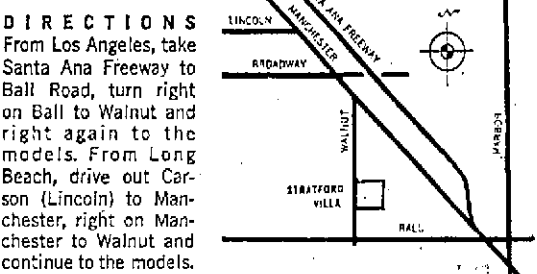 DIRECTIONS
From Los Angeles, take
Santa Ana Freeway to
Ball Road, turn right
on Ball to Walnut and
right again to the
models. From Long
Beach, drive out Car-
son (Lincoln) to Man-
chester, right on Man-
chester to Walnut and
continue to the models.
LINCOLN
MANCHESTER
ANA FREEWAY
BROADWAY
WALNUT
HARBOR
STRATFORD
VILLA
BALL